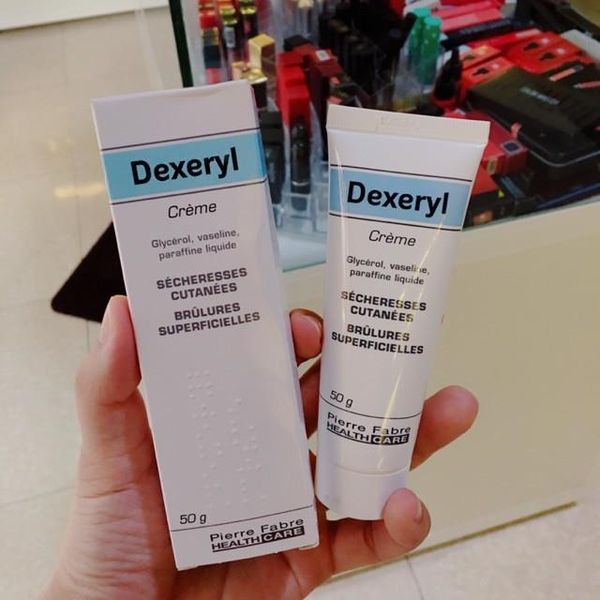 Dexeryl
Crème
Glycérol, vaseline,
paraffine liquide
SÉCHERESSES
CUTANÉES
BRÛLURES
SUPERFICIELLES
50 g
Pierre Fabre
HEALTH CARE
Dexeryl
Crème
Glycérol, vaseline,
paraffine liquide
SÉCHERESSES
CUTANÉES
BRÛLURES
SUPERFICIELLES
50 g
Pierre Fabre
HEALTH CARE